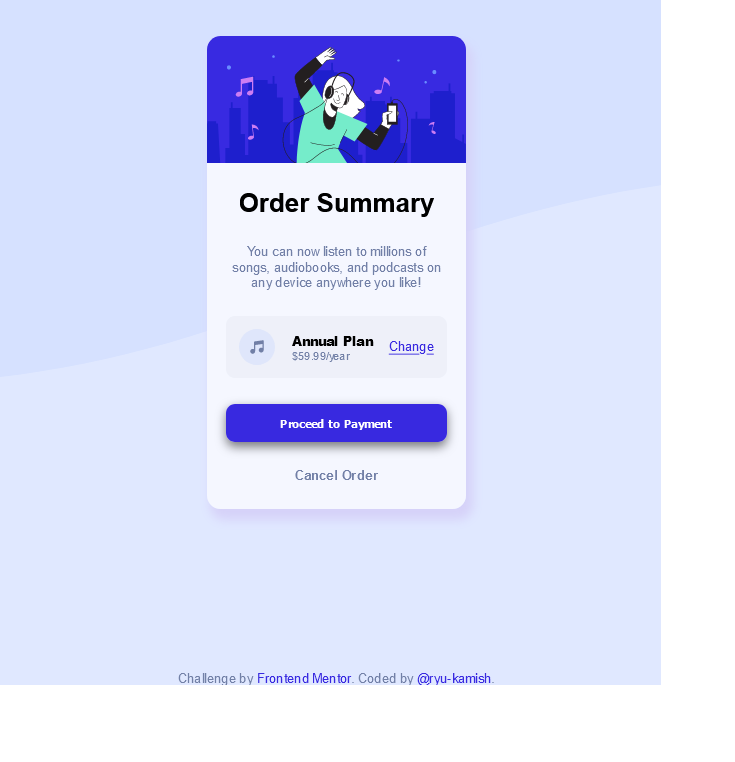 Order Summary
You can now listen to millions of
songs, audiobooks, and podcasts on
any device anywhere you like!
Annual Plan
$59.99/year
Change
Proceed to Payment
Cancel Order
Challenge by Frontend Mentor. Coded by @ryu-kamish.